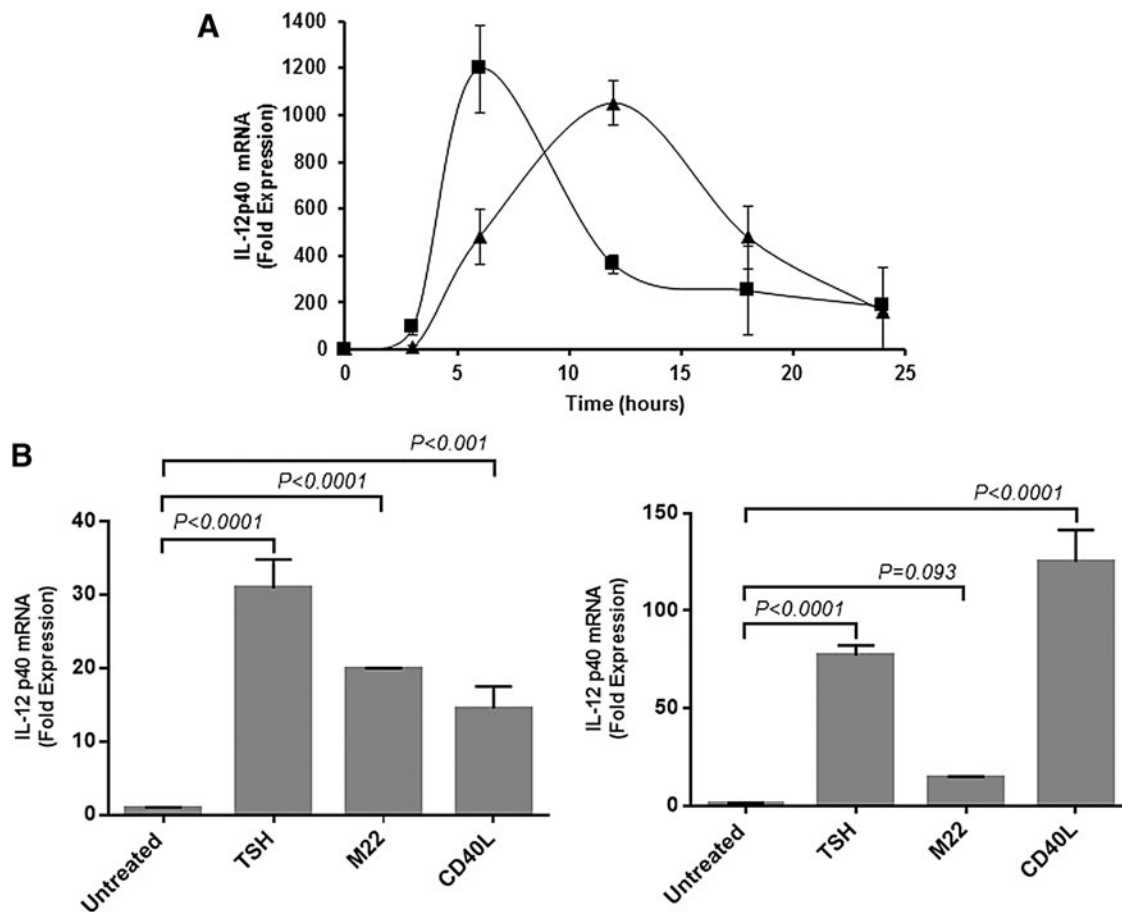 A
1400
1200
1000
800
600
400
200
0
IL-12p40 mRNA
(Fold Expression)
0 5 10 15 20 25
Time (hours)
B
P<0.001
P<0.0001
P<0.0001
40
30
20
10
0
IL-12 p40 mRNA
(Fold Expression)
Untreated
TSH
M22
CD40L
P<0.0001
P=0.093
P<0.0001
150
100
50
0
IL-12 p40 mRNA
(Fold Expression)
Untreated
TSH
M22
CD40L